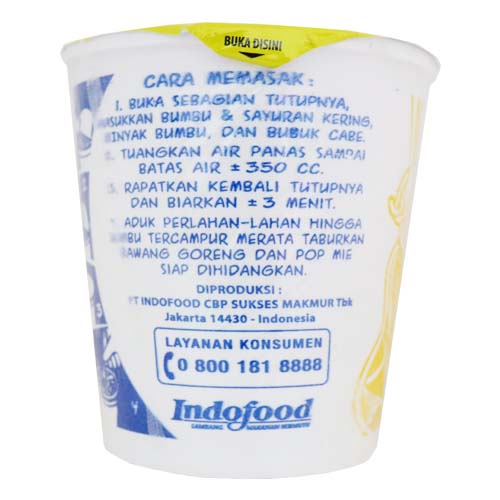 BUKA DISINI
CARA MEMASAK :
1. BUKA SEBAGIAN TUTUPNYA,
MASUKKAN BUMBU & SAYURAN KERING,
MINYAK BUMBU, DAN BUBUK CABE.
2. TUANGKAN AIR PANAS SAMPAI
BATAS AIR ± 350 CC.
3. RAPATKAN KEMBALI TUTUPNYA
DAN BIARKAN ± 3 MENIT.
ADUK PERLAHAN-LAHAN HINGGA
BUMBU TERCAMPUR MERATA TABURKAN
BAWANG GORENG DAN POP MIE
SIAP DIHIDANGKAN.
DIPRODUKSI :
PT INDOFOOD CBP SUKSES MAKMUR Tbk
Jakarta 14430 - Indonesia
LAYANAN KONSUMEN
0 800 181 8888
Indofood
LAMBANG MAKANAN BERMUTU